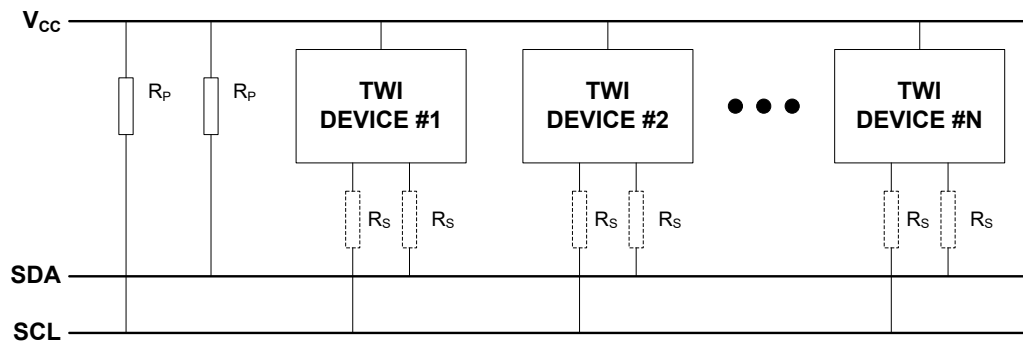 VCC
RP
RP
TWI
DEVICE #1
TWI
DEVICE #2
TWI
DEVICE #N
RS
RS
RS
RS
RS
RS
SDA
SCL